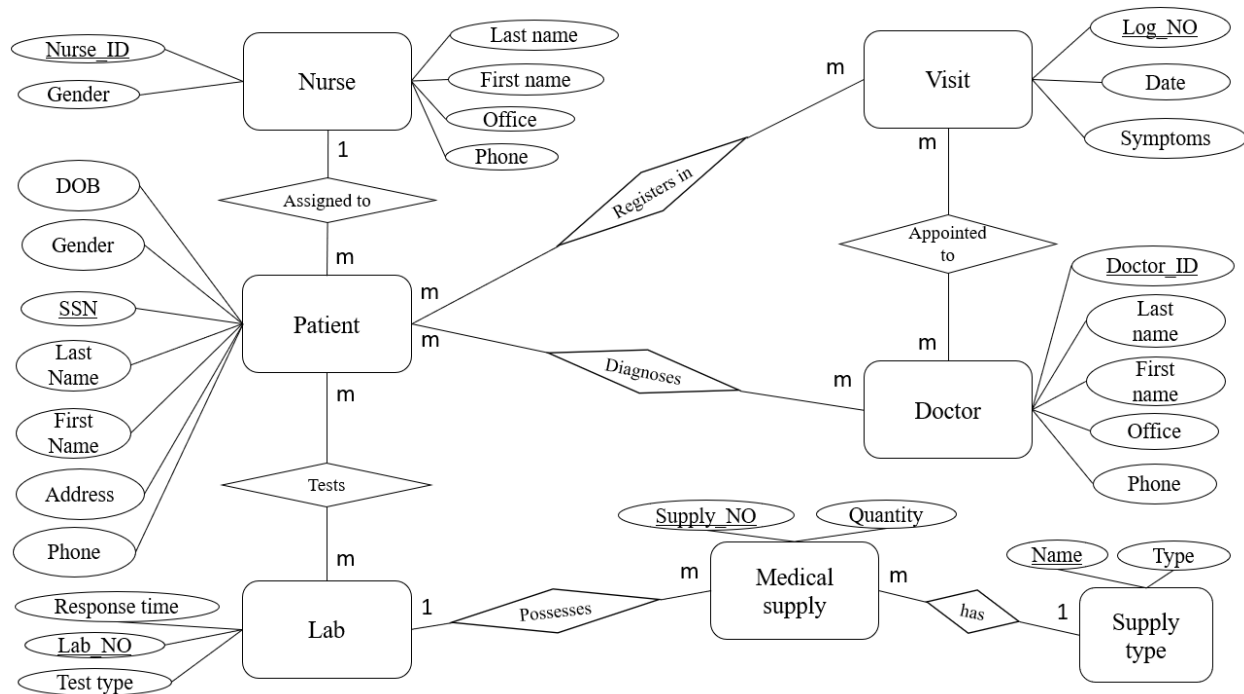 Nurse_ID
Gender
Nurse
Last name
First name
Office
Phone
1
Assigned to
m
DOB
Gender
SSN
Last
Name
First
Name
Address
Phone
Patient
m
m
m
Registers in
m
Visit
Log_NO
Date
Symptoms
m
Appointed
to
m
Diagnoses
m
Doctor
Doctor_ID
Last
name
First
name
Office
Phone
Tests
m
Response time
Lab_NO
Test type
Lab
1
Possesses
m
Supply_NO
Quantity
Medical
supply
m
has
1
Name
Type
Supply
type